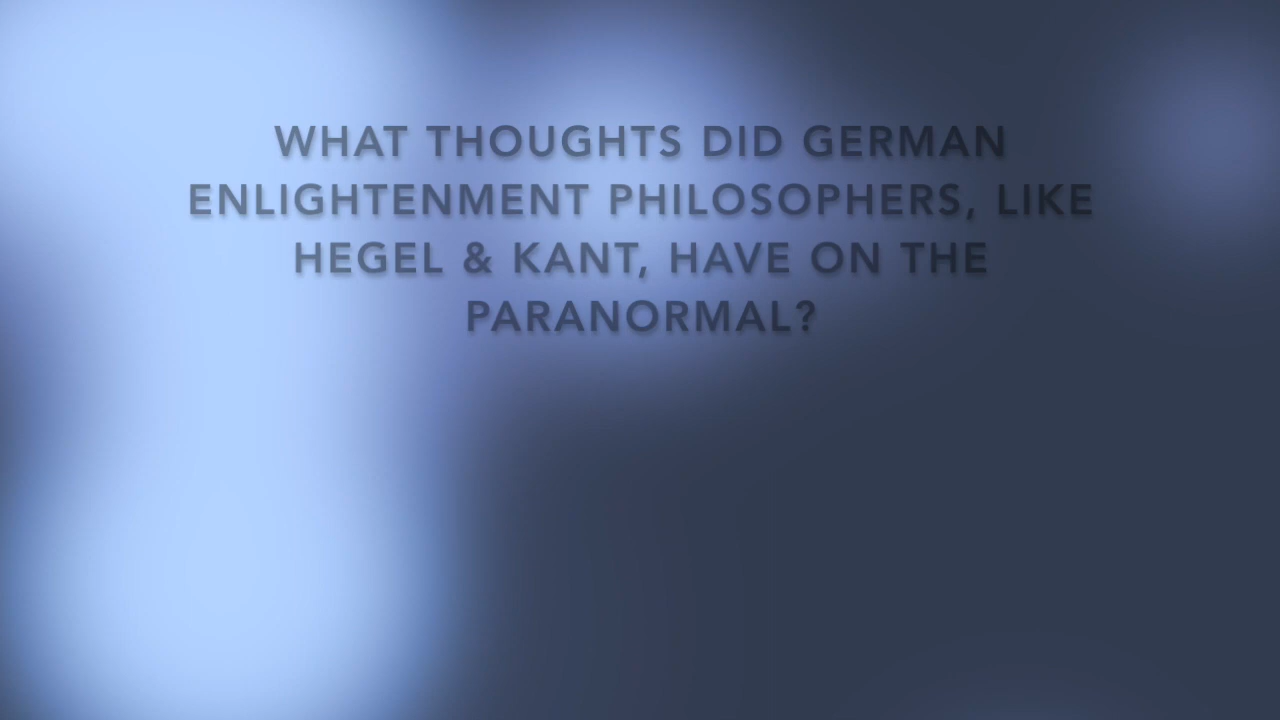 WHAT THOUGHTS DID GERMAN
ENLIGHTENMENT PHILOSOPHERS, LIKE
HEGEL & KANT, HAVE ON THE
PARANORMAL?